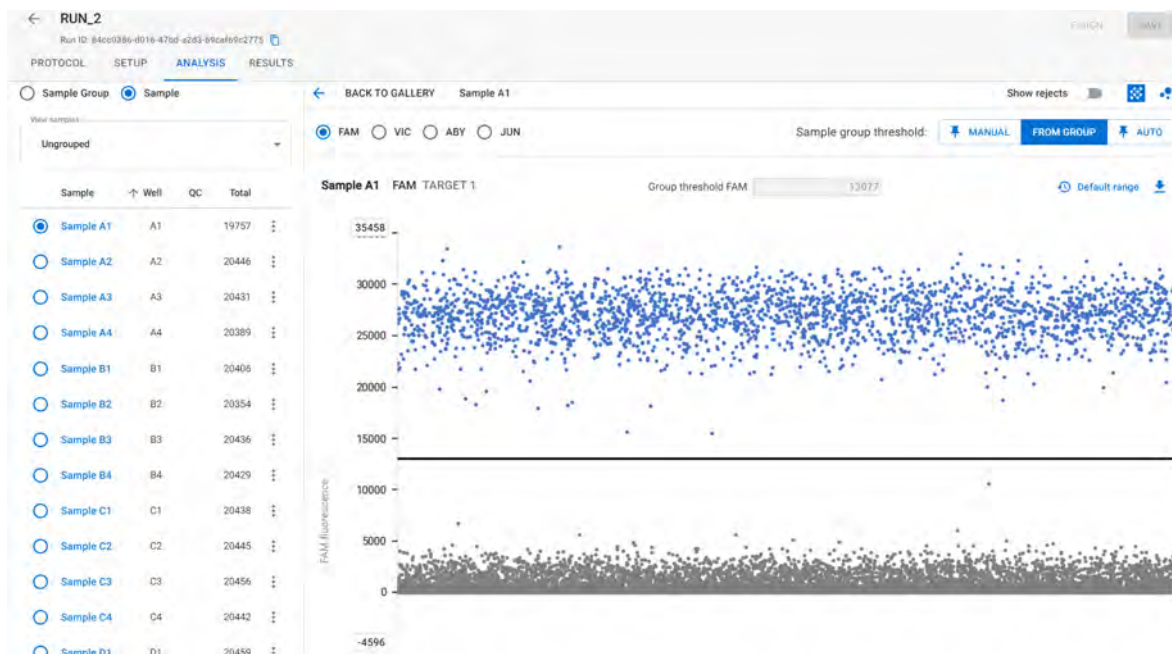 RUN_2
SAVE
PROTOCOL SETUP ANALYSIS RESULTS
Sample Group Sample
BACK TO GALLERY Sample A1
Show rejects
View samples
Ungrouped
FAM VIC ABY JUN
Sample group threshold: MANUAL FROM GROUP AUTO
Sample Well QC Total
Sample A1 FAM TARGET 1
Group threshold FAM
Default range
Sample A1 A1 19757
Sample A2 A2 20446
Sample A3 A3 20431
Sample A4 A4 20389
Sample B1 B1 20406
Sample B2 B2 20354
Sample B3 B3 20436
Sample B4 B4 20429
Sample C1 C1 20438
Sample C2 C2 20445
Sample C3 C3 20456
Sample C4 C4 20442
Sample D1 D1 20459
35458
30000
25000
20000
15000
10000
5000
0
-4596
FAM fluorescence